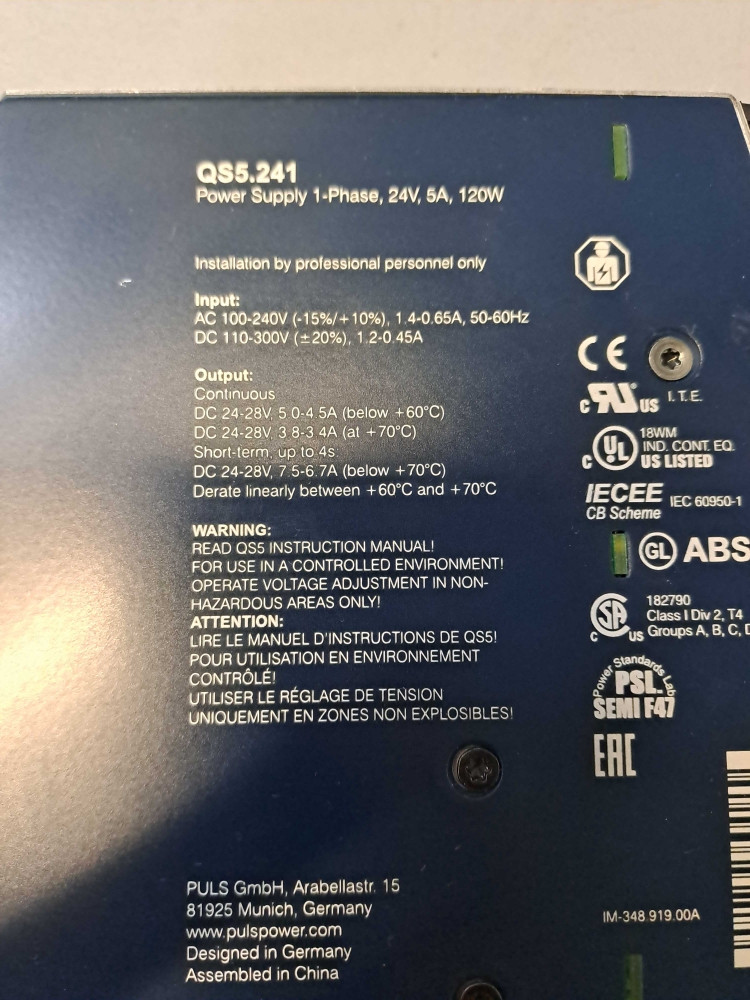 QS5.241
Power Supply 1-Phase, 24V, 5A, 120W
Installation by professional personnel only
Input:
AC 100-240V (-15%/+10%), 1.4-0.65A, 50-60Hz
DC 110-300V (±20%), 1.2-0.45A
Output:
Continuous
DC 24-28V, 5.0-4.5A (below +60°C)
DC 24-28V, 3.8-3.4A (at +70°C)
Short-term, up to 4s:
DC 24-28V, 7.5-6.7A (below +70°C)
Derate linearly between +60°C and +70°C
WARNING:
READ QS5 INSTRUCTION MANUAL!
FOR USE IN A CONTROLLED ENVIRONMENT!
OPERATE VOLTAGE ADJUSTMENT IN NON-
HAZARDOUS AREAS ONLY!
ATTENTION:
LIRE LE MANUEL D'INSTRUCTIONS DE QS5!
POUR UTILISATION EN ENVIRONNEMENT
CONTRÔLÉ!
UTILISER LE RÉGLAGE DE TENSION
UNIQUEMENT EN ZONES NON EXPLOSIBLES!
PULS GmbH, Arabellastr. 15
81925 Munich, Germany
www.pulspower.com
Designed in Germany
Assembled in China
CE
c RU US I.T.E.
18WM
c UL IND. CONT. EQ.
US LISTED
IECEE IEC 60950-1
CB Scheme
GL ABS
182790
SA Class I Div 2, T4
c US Groups A, B, C,
Power Standards Lab
PSL
SEMI F47
EAC
IM-348.919.00A